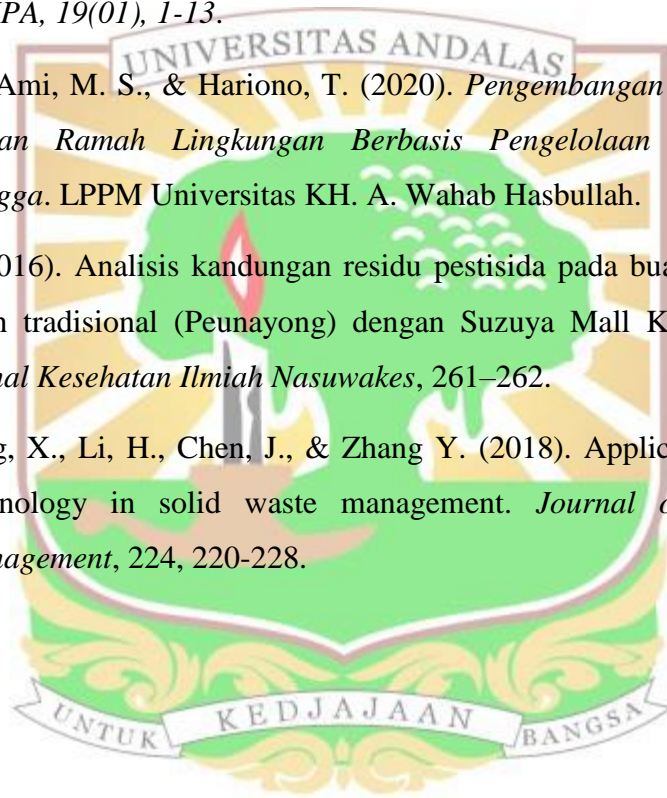 IPA, 19(01), 1-13.
UNIVERSITAS ANDALAS
Ami, M. S., & Hariono, T. (2020). Pengembangan
an Ramah Lingkungan Berbasis Pengelolaan
gga. LPPM Universitas KH. A. Wahab Hasbullah.
016). Analisis kandungan residu pestisida pada bua
n tradisional (Peunayong) dengan Suzuya Mall K
nal Kesehatan Ilmiah Nasuwakes, 261–262.
g, X., Li, H., Chen, J., & Zhang Y. (2018). Applic
nology in solid waste management. Journal o
nagement, 224, 220-228.
UNTUK KEDJAJAAN BANGSA